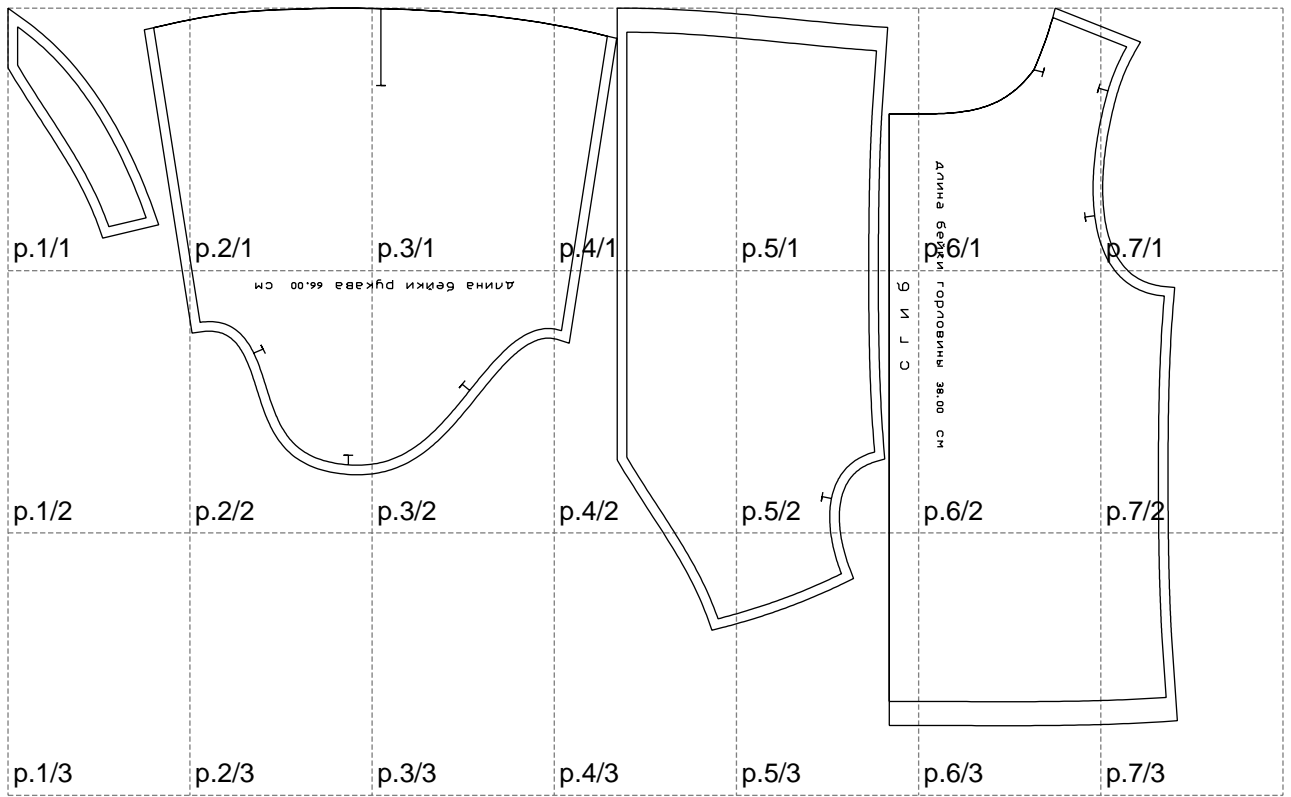 p.1/1
p.2/1
p.3/1
p.4/1
p.5/1
p.6/1
p.7/1
длина бейки рукава 66.00 см
длина бейки горловины 38.00 см
СГИБ
p.1/2
p.2/2
p.3/2
p.4/2
p.5/2
p.6/2
p.7/2
p.1/3
p.2/3
p.3/3
p.4/3
p.5/3
p.6/3
p.7/3